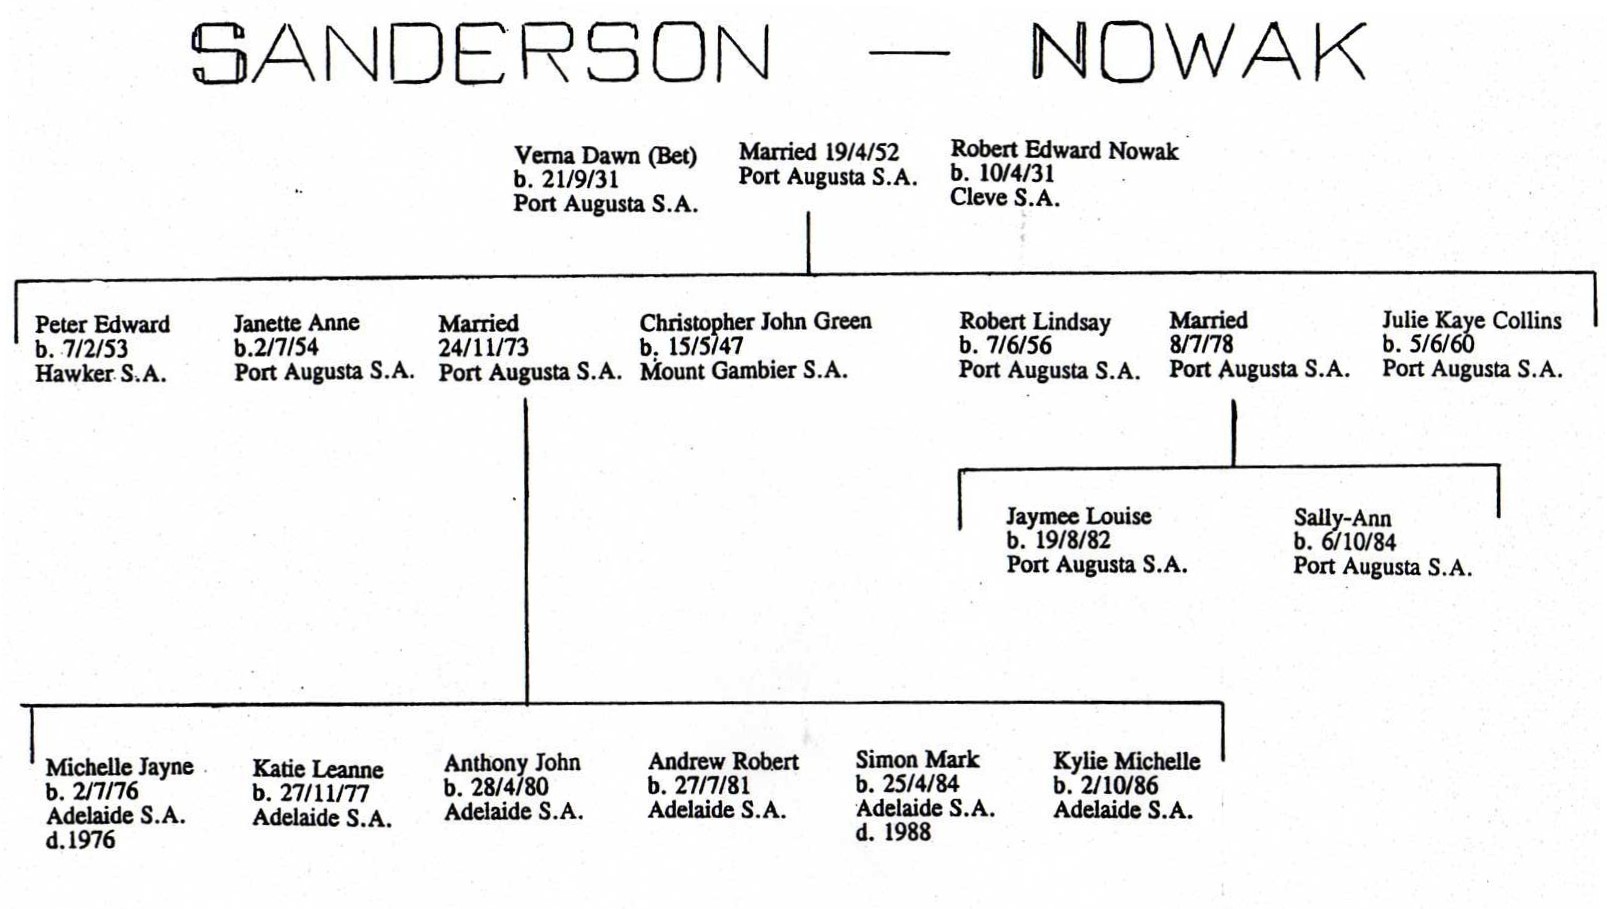 SANDERSON — NOWAK
Verna Dawn (Bet)
b. 21/9/31
Port Augusta S.A.
Married 19/4/52
Port Augusta S.A.
Robert Edward Nowak
b. 10/4/31
Cleve S.A.
Peter Edward
b. 7/2/53
Hawker S.A.
Janette Anne
b.2/7/54
Port Augusta S.A.
Married
24/11/73
Port Augusta S.A.
Christopher John Green
b. 15/5/47
Mount Gambier S.A.
Robert Lindsay
b. 7/6/56
Port Augusta S.A.
Married
8/7/78
Port Augusta S.A.
Julie Kaye Collins
b. 5/6/60
Port Augusta S.A.
Jaymee Louise
b. 19/8/82
Port Augusta S.A.
Sally-Ann
b. 6/10/84
Port Augusta S.A.
Michelle Jayne
b. 2/7/76
Adelaide S.A.
d.1976
Katie Leanne
b. 27/11/77
Adelaide S.A.
Anthony John
b. 28/4/80
Adelaide S.A.
Andrew Robert
b. 27/7/81
Adelaide S.A.
Simon Mark
b. 25/4/84
Adelaide S.A.
d. 1988
Kylie Michelle
b. 2/10/86
Adelaide S.A.